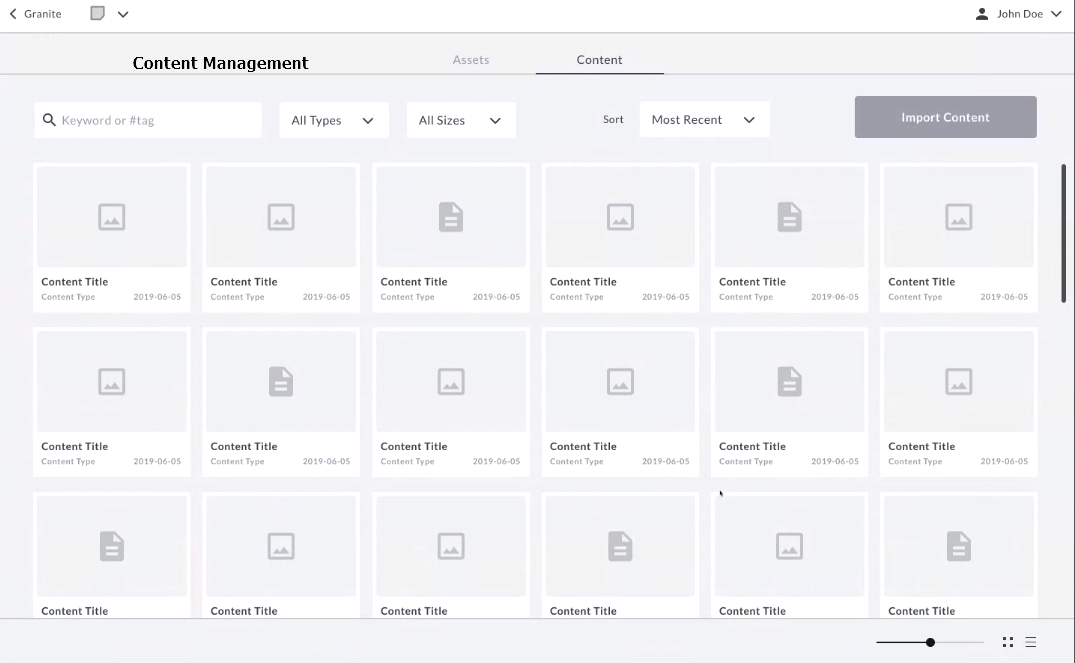 Granite
John Doe
Content Management
Assets
Content
Keyword or #tag
All Types
All Sizes
Sort
Most Recent
Import Content
Content Title
Content Type 2019-06-05
Content Title
Content Type 2019-06-05
Content Title
Content Type 2019-06-05
Content Title
Content Type 2019-06-05
Content Title
Content Type 2019-06-05
Content Title
Content Type 2019-06-05
Content Title
Content Type 2019-06-05
Content Title
Content Type 2019-06-05
Content Title
Content Type 2019-06-05
Content Title
Content Type 2019-06-05
Content Title
Content Type 2019-06-05
Content Title
Content Type 2019-06-05
Content Title
Content Title
Content Title
Content Title
Content Title
Content Title